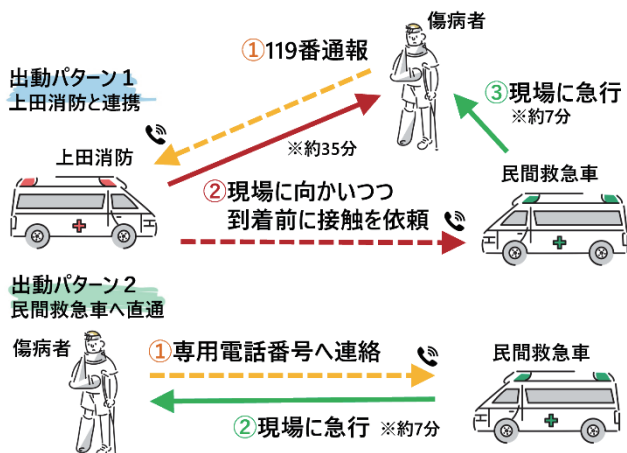 傷病者
①119番通報
出動パターン1
上田消防と連携
③現場に急行
※約7分
※約35分
上田消防
民間救急車
②現場に向かいつつ
到着前に接触を依頼
出動パターン2
民間救急車へ直通
傷病者
①専用電話番号へ連絡
民間救急車
②現場に急行 ※約7分